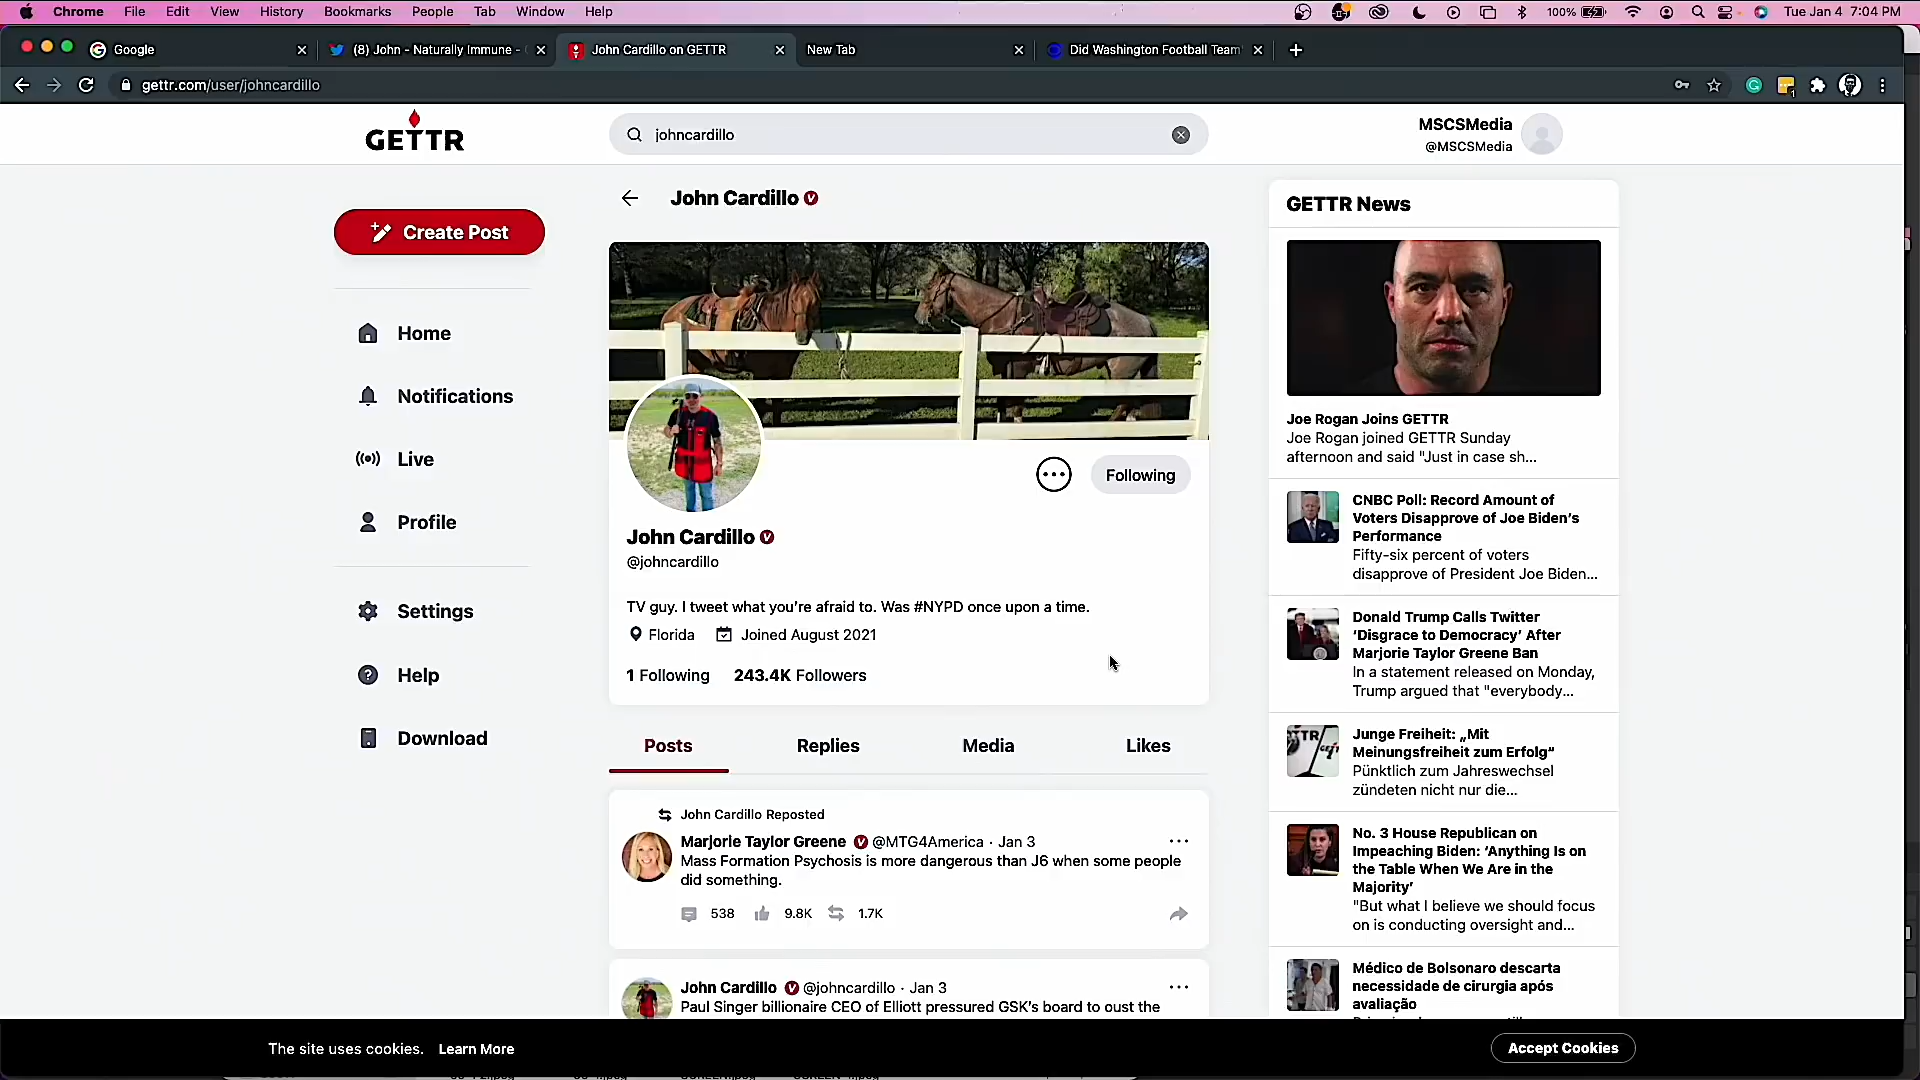 Chrome File Edit View History Bookmarks People Tab Window Help 100% Tue Jan 4 7:04 PM
Google (8) John - Naturally Immune - John Cardillo on GETTR New Tab Did Washington Football Team
gettr.com/user/johncardillo
GETTR
johncardillo
MSCSMedia
@MSCSMedia
Create Post
Home
Notifications
Live
Profile
Settings
Help
Download
John Cardillo
Following
John Cardillo
@johncardillo
TV guy. I tweet what you're afraid to. Was #NYPD once upon a time.
Florida Joined August 2021
1 Following 243.4K Followers
Posts Replies Media Likes
John Cardillo Reposted
Marjorie Taylor Greene @MTG4America · Jan 3
Mass Formation Psychosis is more dangerous than J6 when some people
did something.
538 9.8K 1.7K
John Cardillo @johncardillo · Jan 3
Paul Singer billionaire CEO of Elliott pressured GSK's board to oust the
GETTR News
Joe Rogan Joins GETTR
Joe Rogan joined GETTR Sunday
afternoon and said "Just in case sh...
CNBC Poll: Record Amount of
Voters Disapprove of Joe Biden's
Performance
Fifty-six percent of voters
disapprove of President Joe Biden...
Donald Trump Calls Twitter
'Disgrace to Democracy' After
Marjorie Taylor Greene Ban
In a statement released on Monday,
Trump argued that "everybody...
Junge Freiheit: „Mit
Meinungsfreiheit zum Erfolg"
Pünktlich zum Jahreswechsel
zündeten nicht nur die...
No. 3 House Republican on
Impeaching Biden: 'Anything Is on
the Table When We Are in the
Majority'
"But what I believe we should focus
on is conducting oversight and...
Médico de Bolsonaro descarta
necessidade de cirurgia após
avaliação
The site uses cookies. Learn More
Accept Cookies